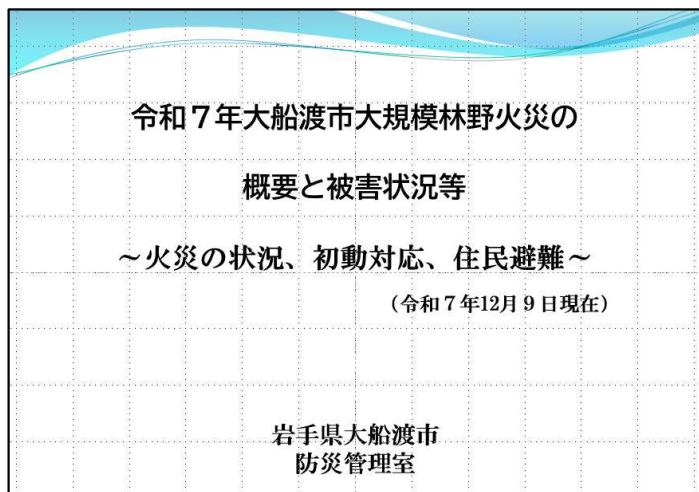 令和７年大船渡市大規模林野火災の
概要と被害状況等
～火災の状況、初動対応、住民避難～
（令和７年12月９日現在）
岩手県大船渡市
防災管理室